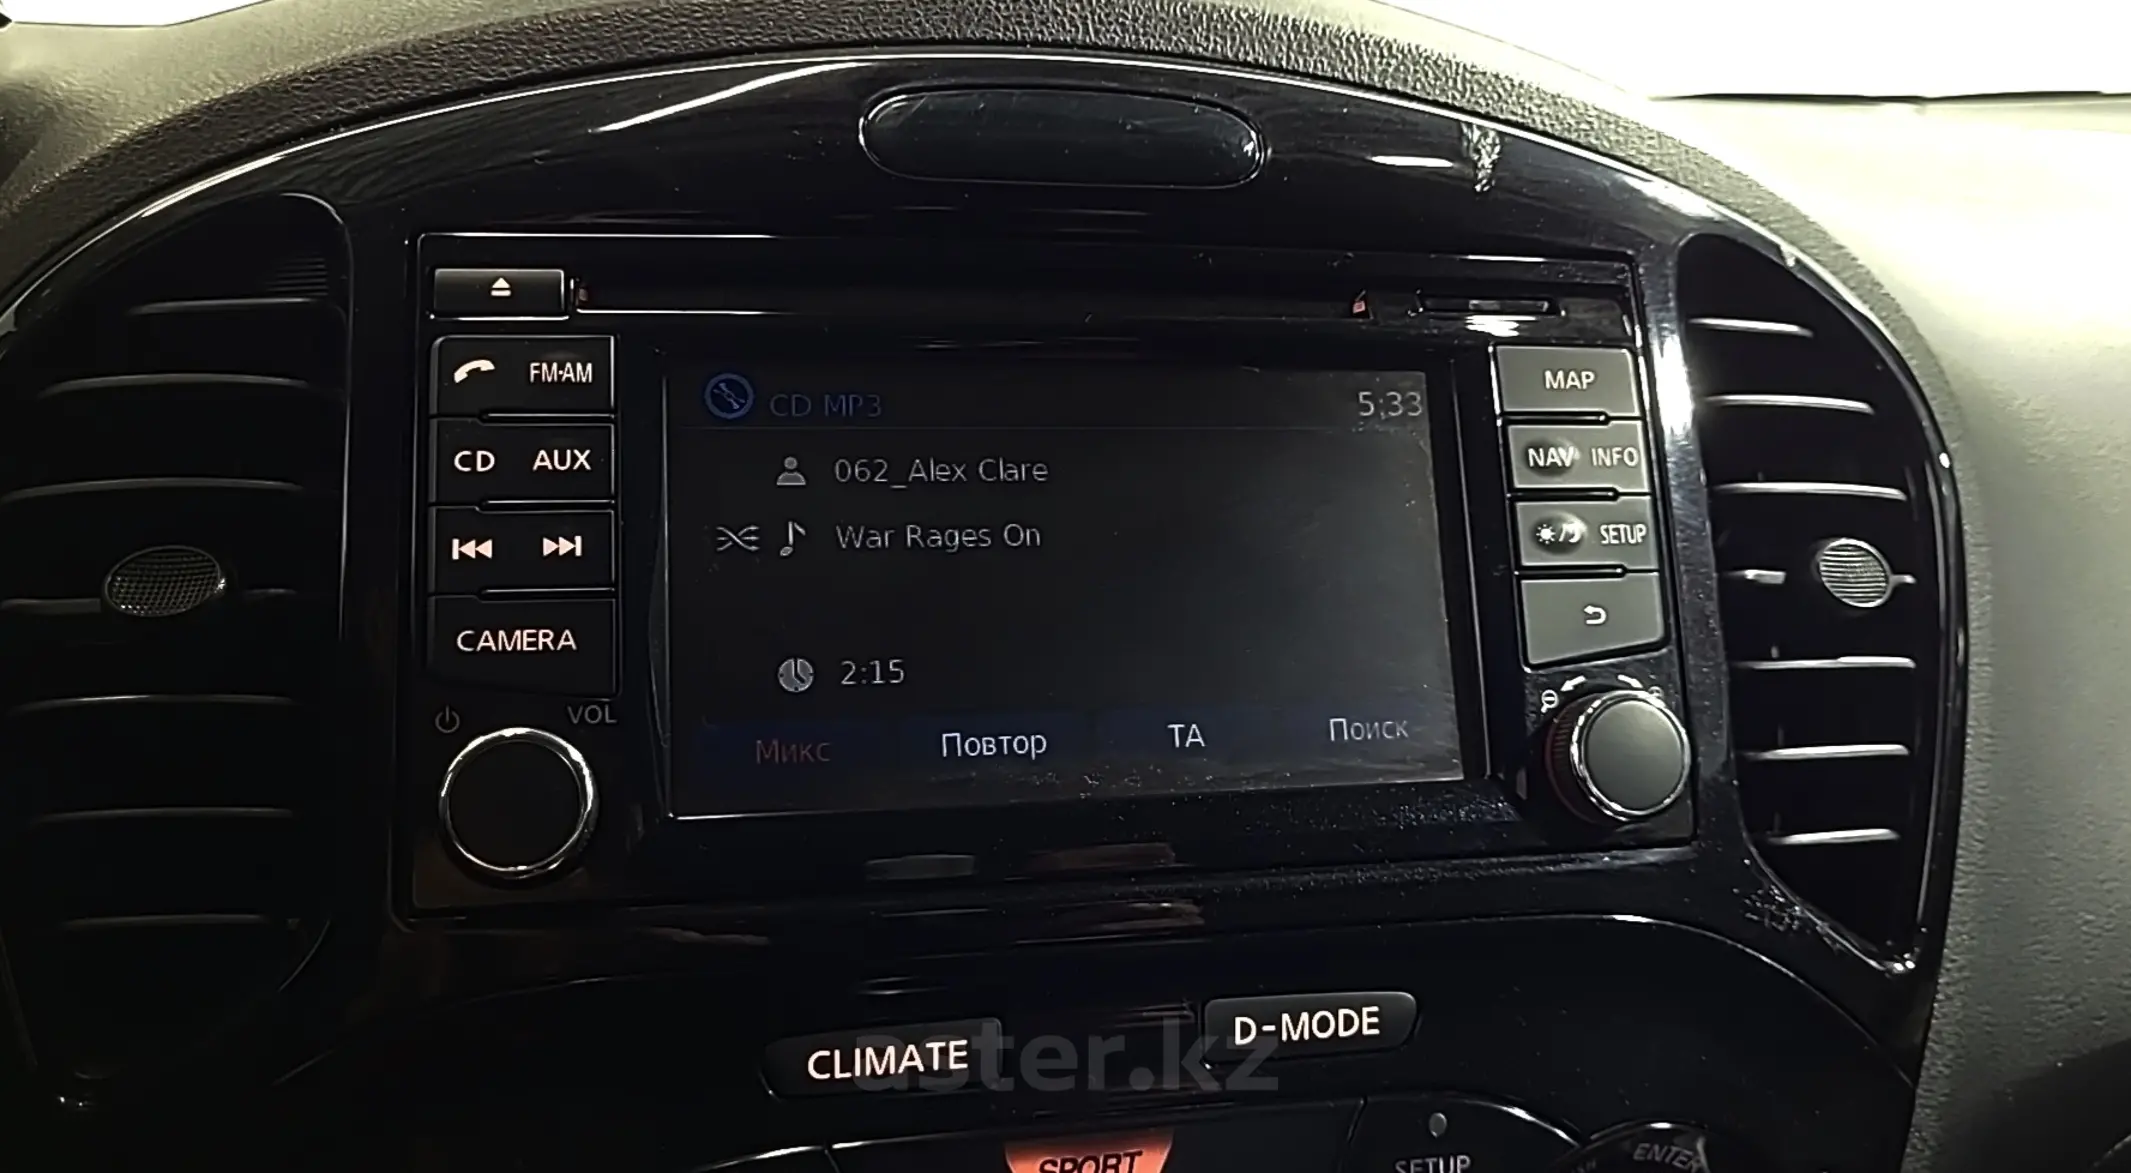 FM·AM
CD AUX
CAMERA
VOL
CD MP3 5:33
062_Alex Clare
War Rages On
2:15
Микс Повтор TA Поиск
MAP
NAV INFO
SETUP
CLIMATE
D-MODE
aster.kz
SPORT
SETUP
ENTER